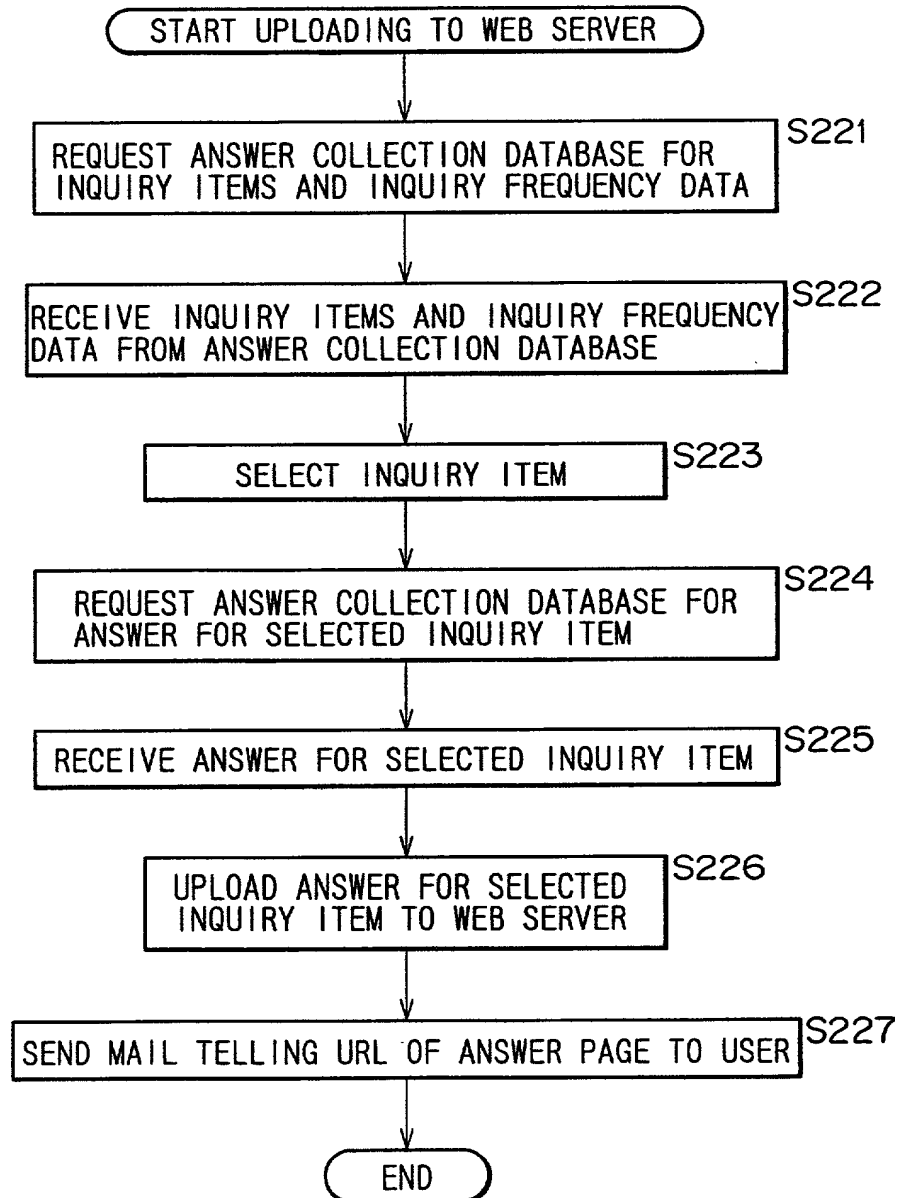 START UPLOADING TO WEB SERVER
S221
REQUEST ANSWER COLLECTION DATABASE FOR
INQUIRY ITEMS AND INQUIRY FREQUENCY DATA
S222
RECEIVE INQUIRY ITEMS AND INQUIRY FREQUENCY
DATA FROM ANSWER COLLECTION DATABASE
S223
SELECT INQUIRY ITEM
S224
REQUEST ANSWER COLLECTION DATABASE FOR
ANSWER FOR SELECTED INQUIRY ITEM
S225
RECEIVE ANSWER FOR SELECTED INQUIRY ITEM
S226
UPLOAD ANSWER FOR SELECTED
INQUIRY ITEM TO WEB SERVER
S227
SEND MAIL TELLING URL OF ANSWER PAGE TO USER
END